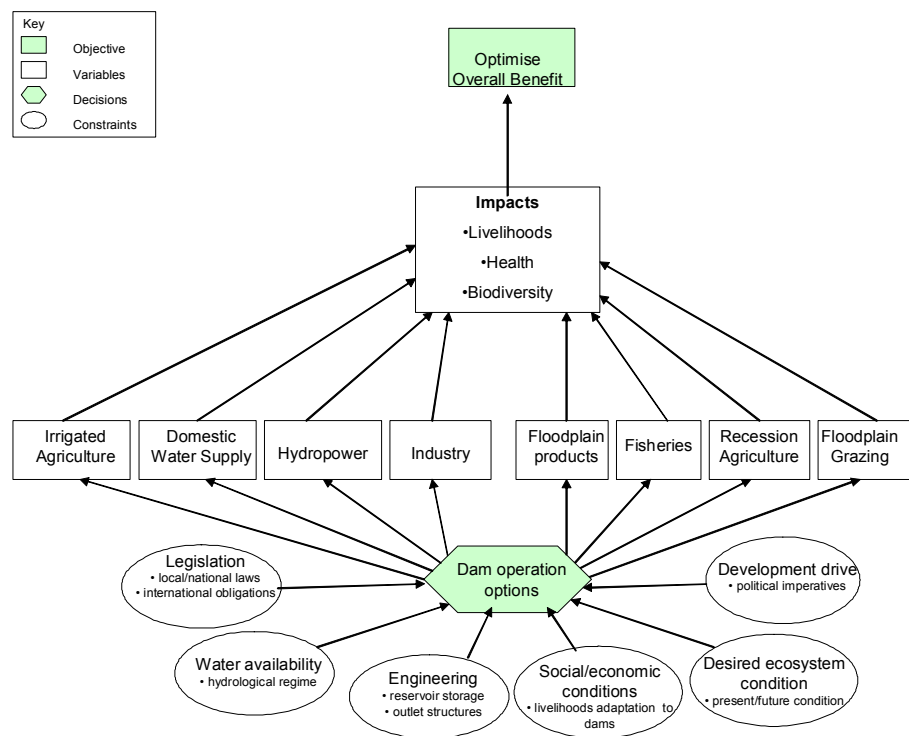 Key
Objective
Variables
Decisions
Constraints
Optimise
Overall Benefit
Impacts
•Livelihoods
•Health
•Biodiversity
Irrigated
Agriculture
Domestic
Water Supply
Hydropower
Industry
Floodplain
products
Fisheries
Recession
Agriculture
Floodplain
Grazing
Dam operation
options
Legislation
• local/national laws
• international obligations
Development drive
• political imperatives
Water availability
• hydrological regime
Engineering
• reservoir storage
• outlet structures
Social/economic
conditions
• livelihoods adaptation to
dams
Desired ecosystem
condition
• present/future condition